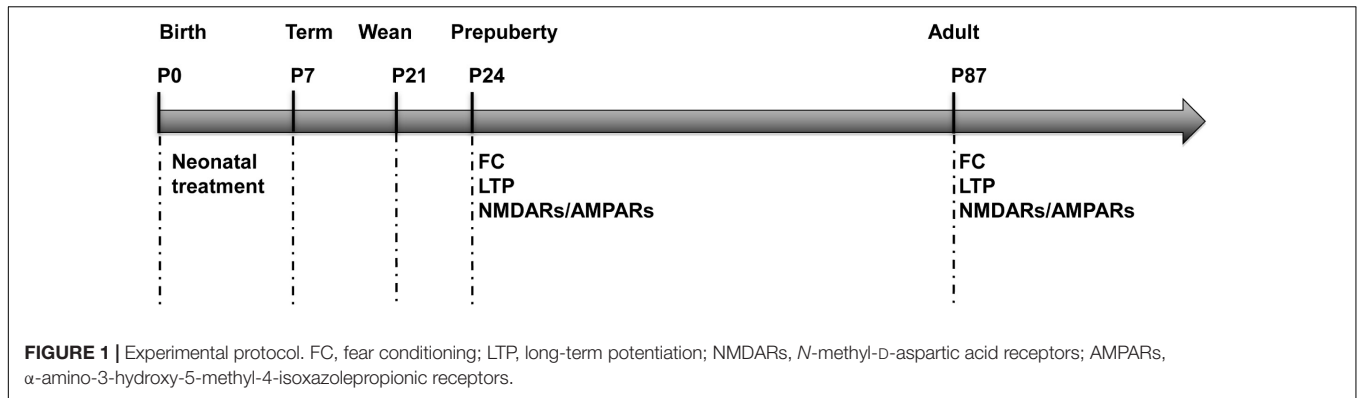 Birth Term Wean Prepuberty Adult
P0 P7 P21 P24 P87
Neonatal FC FC
treatment LTP LTP
NMDARs/AMPARs NMDARs/AMPARs
FIGURE 1 | Experimental protocol. FC, fear conditioning; LTP, long-term potentiation; NMDARs, N-methyl-D-aspartic acid receptors; AMPARs,
α-amino-3-hydroxy-5-methyl-4-isoxazolepropionic receptors.